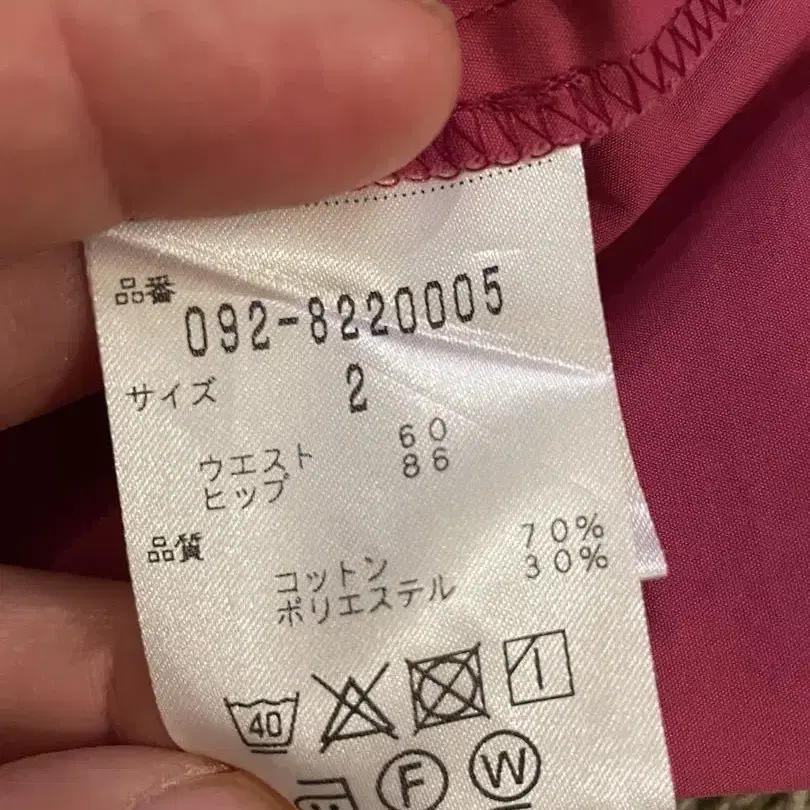 品番
092-8220005
サイズ 2
ウエスト 60
ヒップ 86
品質
コットン 70%
ポリエステル 30%
40
F W